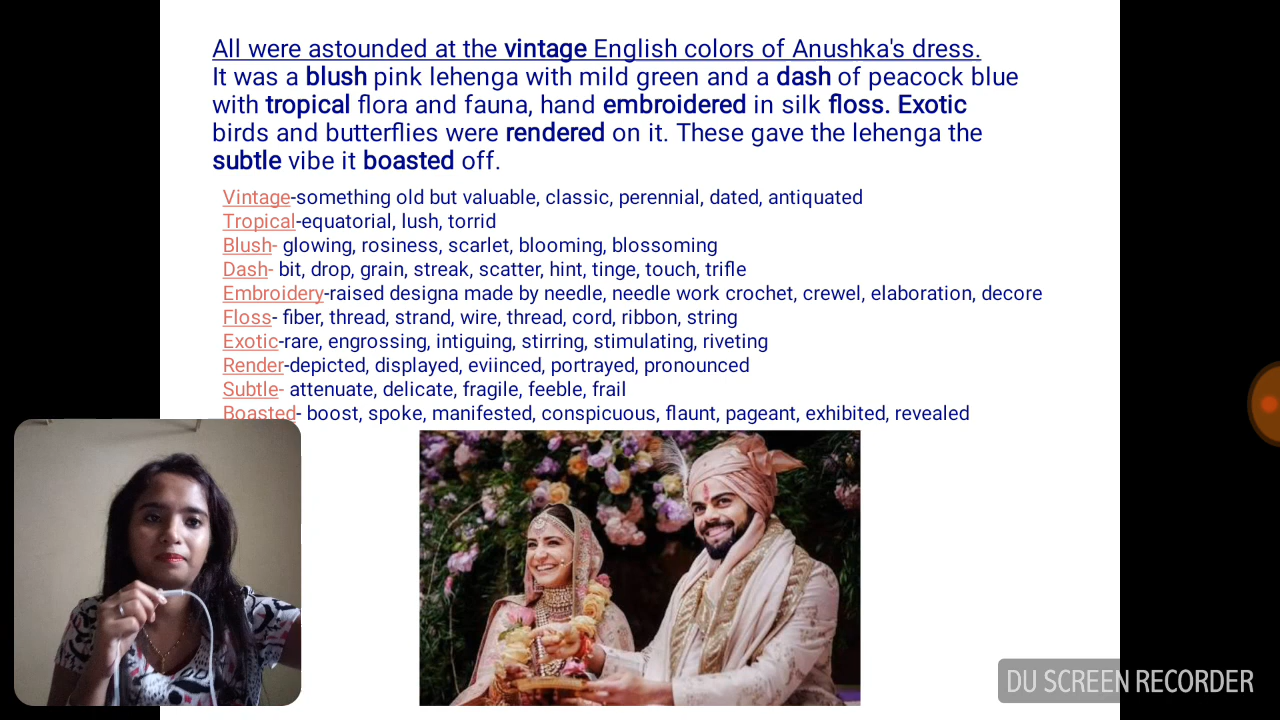 All were astounded at the vintage English colors of Anushka's dress.
It was a blush pink lehenga with mild green and a dash of peacock blue
with tropical flora and fauna, hand embroidered in silk floss. Exotic
birds and butterflies were rendered on it. These gave the lehenga the
subtle vibe it boasted off.
Vintage-something old but valuable, classic, perennial, dated, antiquated
Tropical-equatorial, lush, torrid
Blush- glowing, rosiness, scarlet, blooming, blossoming
Dash- bit, drop, grain, streak, scatter, hint, tinge, touch, trifle
Embroidery-raised designa made by needle, needle work crochet, crewel, elaboration, decore
Floss- fiber, thread, strand, wire, thread, cord, ribbon, string
Exotic-rare, engrossing, intiguing, stirring, stimulating, riveting
Render-depicted, displayed, eviinced, portrayed, pronounced
Subtle- attenuate, delicate, fragile, feeble, frail
Boasted- boost, spoke, manifested, conspicuous, flaunt, pageant, exhibited, revealed
DU SCREEN RECORDER